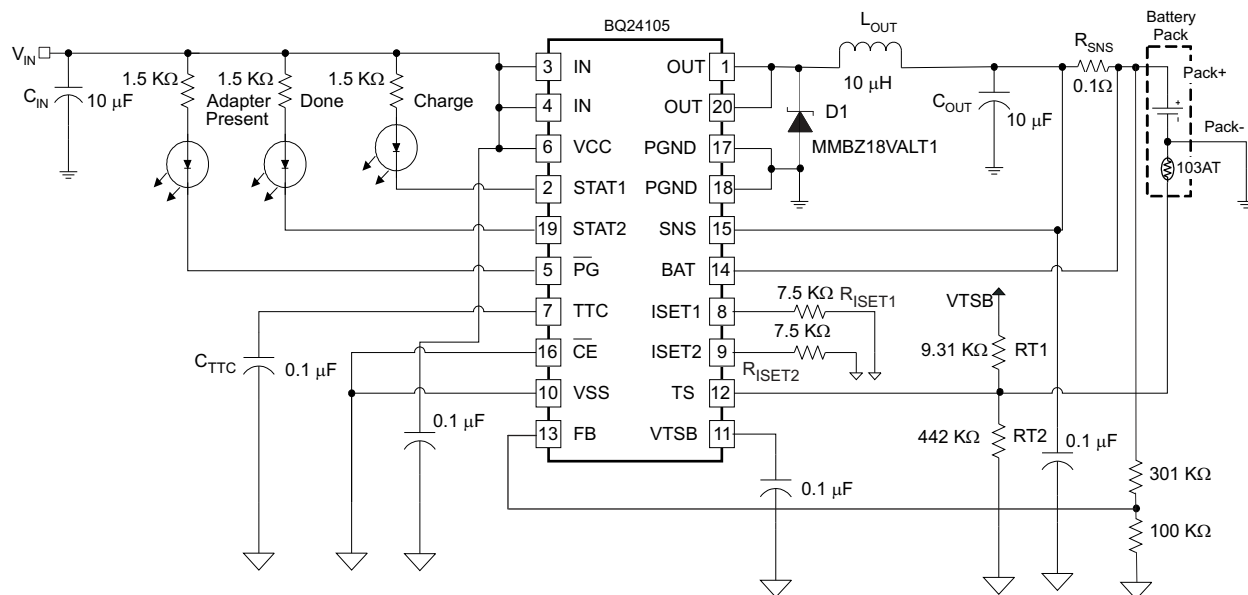 BQ24105
V_IN
C_IN
10 μF
1.5 KΩ
Adapter
Present
1.5 KΩ
Done
1.5 KΩ
Charge
3 IN
4 IN
6 VCC
2 STAT1
19 STAT2
5 P̅G̅
7 TTC
16 C̅E̅
10 VSS
13 FB
OUT 1
OUT 20
PGND 17
PGND 18
SNS 15
BAT 14
ISET1 8
ISET2 9
TS 12
VTSB 11
C_TTC
0.1 μF
0.1 μF
0.1 μF
L_OUT
10 μH
D1
MMBZ18VALT1
C_OUT
10 μF
R_SNS
0.1Ω
Battery
Pack
Pack+
+
-
Pack-
103AT
7.5 KΩ
R_ISET1
7.5 KΩ
R_ISET2
VTSB
9.31 KΩ
RT1
442 KΩ
RT2
0.1 μF
301 KΩ
100 KΩ